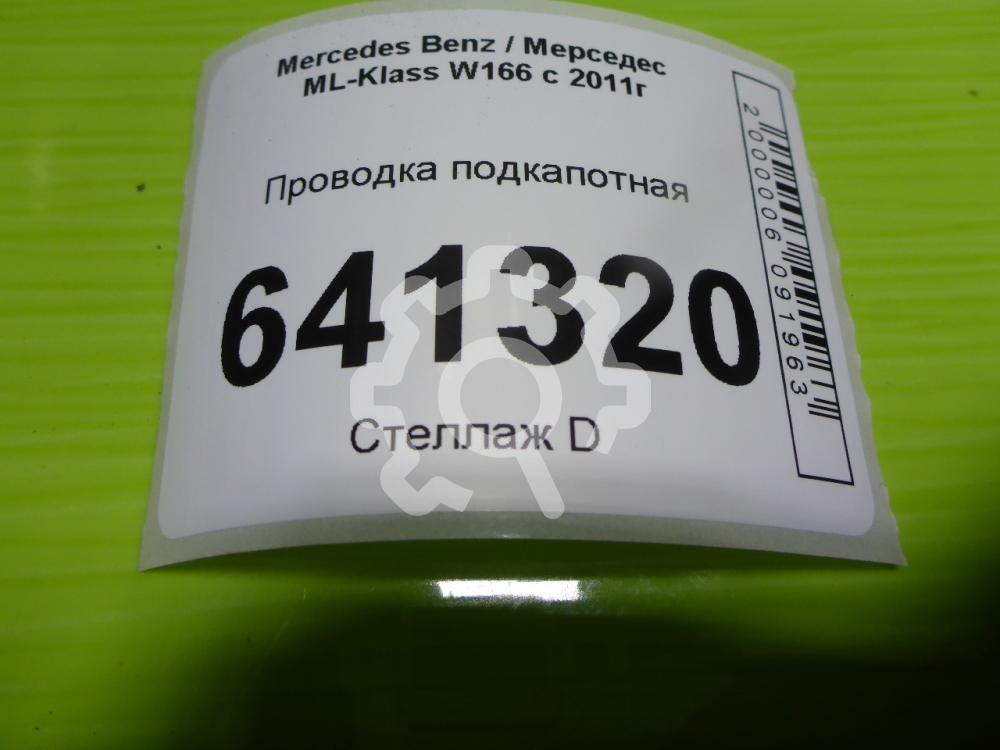 Mercedes Benz / Мерседес
ML-Klass W166 с 2011г
Проводка подкапотная
641320
Стеллаж D
2000006091963